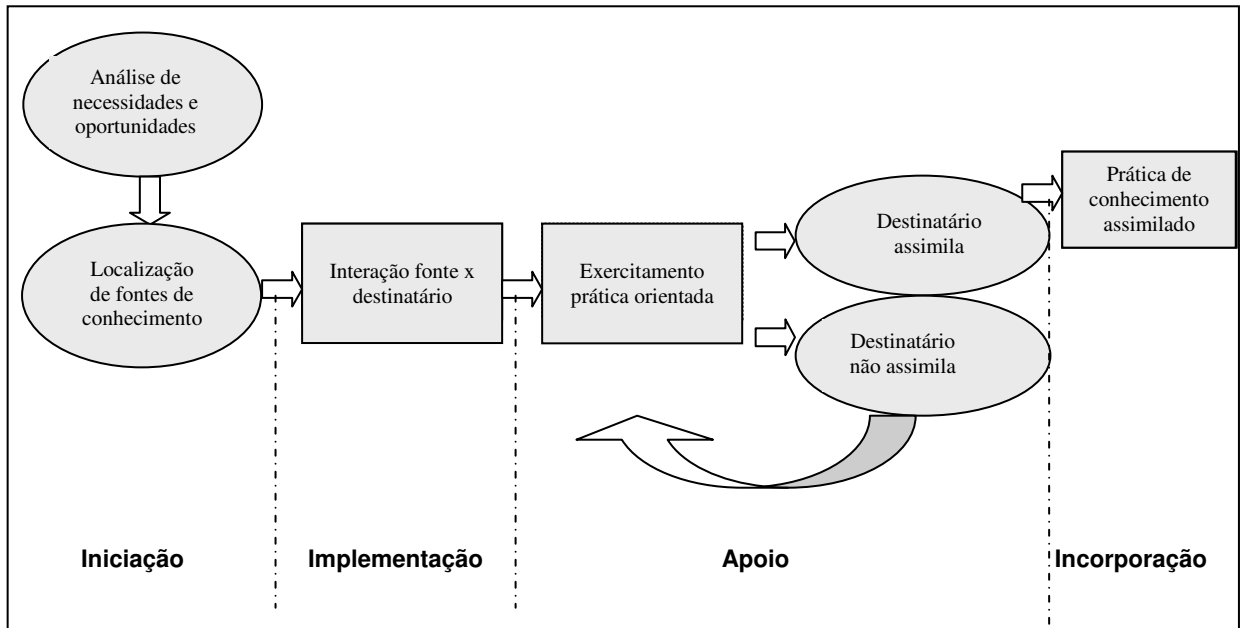 Análise de
necessidades e
oportunidades
Localização
de fontes de
conhecimento
Interação fonte x
destinatário
Exercitamento
prática orientada
Destinatário
assimila
Destinatário
não assimila
Prática de
conhecimento
assimilado
Iniciação
Implementação
Apoio
Incorporação